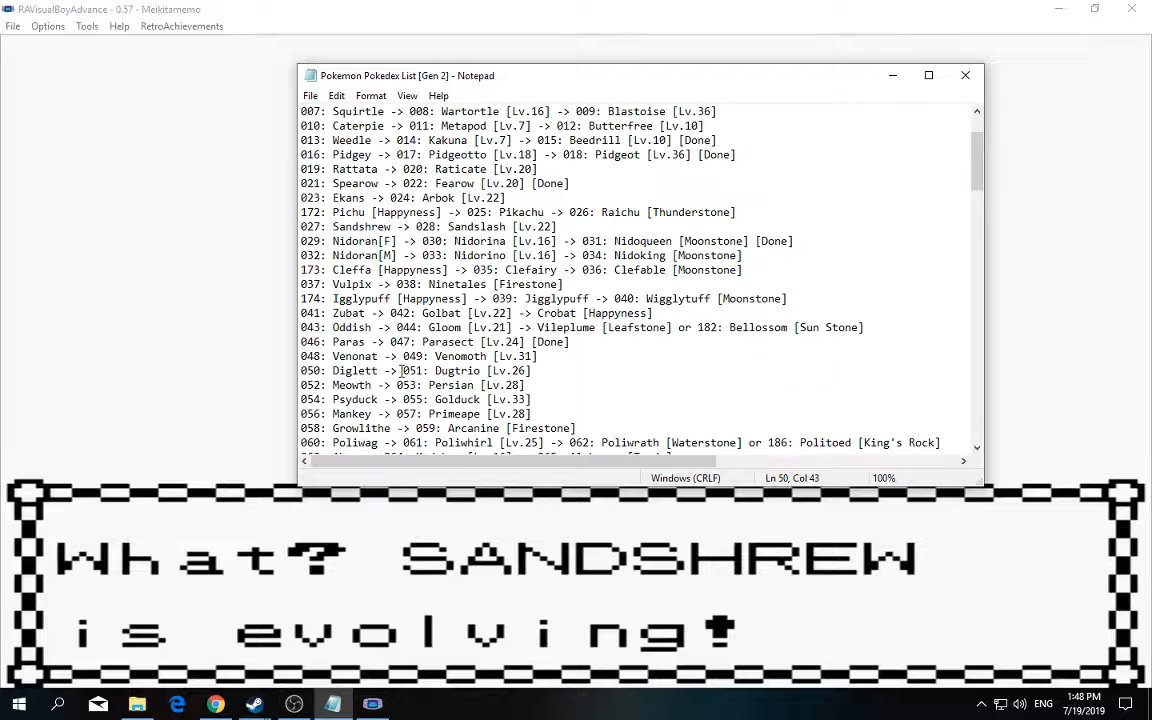 RAVisualBoyAdvance - 0.57 - Meikitamemo
File Options Tools Help RetroAchievements
Pokemon Pokedex List [Gen 2] - Notepad
File Edit Format View Help
007: Squirtle -> 008: Wartortle [Lv.16] -> 009: Blastoise [Lv.36]
010: Caterpie -> 011: Metapod [Lv.7] -> 012: Butterfree [Lv.10]
013: Weedle -> 014: Kakuna [Lv.7] -> 015: Beedrill [Lv.10] [Done]
016: Pidgey -> 017: Pidgeotto [Lv.18] -> 018: Pidgeot [Lv.36] [Done]
019: Rattata -> 020: Raticate [Lv.20]
021: Spearow -> 022: Fearow [Lv.20] [Done]
023: Ekans -> 024: Arbok [Lv.22]
172: Pichu [Happyness] -> 025: Pikachu -> 026: Raichu [Thunderstone]
027: Sandshrew -> 028: Sandslash [Lv.22]
029: Nidoran[F] -> 030: Nidorina [Lv.16] -> 031: Nidoqueen [Moonstone] [Done]
032: Nidoran[M] -> 033: Nidorino [Lv.16] -> 034: Nidoking [Moonstone]
173: Cleffa [Happyness] -> 035: Clefairy -> 036: Clefable [Moonstone]
037: Vulpix -> 038: Ninetales [Firestone]
174: Igglypuff [Happyness] -> 039: Jigglypuff -> 040: Wigglytuff [Moonstone]
041: Zubat -> 042: Golbat [Lv.22] -> Crobat [Happyness]
043: Oddish -> 044: Gloom [Lv.21] -> Vileplume [Leafstone] or 182: Bellossom [Sun Stone]
046: Paras -> 047: Parasect [Lv.24] [Done]
048: Venonat -> 049: Venomoth [Lv.31]
050: Diglett -> 051: Dugtrio [Lv.26]
052: Meowth -> 053: Persian [Lv.28]
054: Psyduck -> 055: Golduck [Lv.33]
056: Mankey -> 057: Primeape [Lv.28]
058: Growlithe -> 059: Arcanine [Firestone]
060: Poliwag -> 061: Poliwhirl [Lv.25] -> 062: Poliwrath [Waterstone] or 186: Politoed [King's Rock]
Windows (CRLF) Ln 50, Col 43 100%
What? SANDSHREW
is evolving!
ENG
1:48 PM
7/19/2019